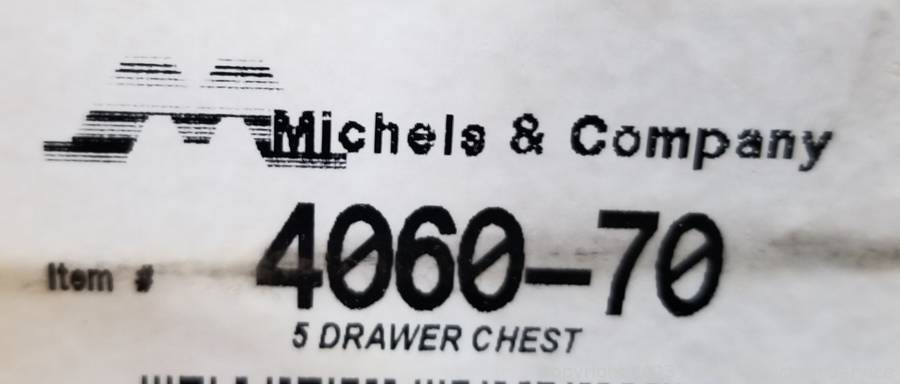 Michels & Company
Item # 4060-70
5 DRAWER CHEST